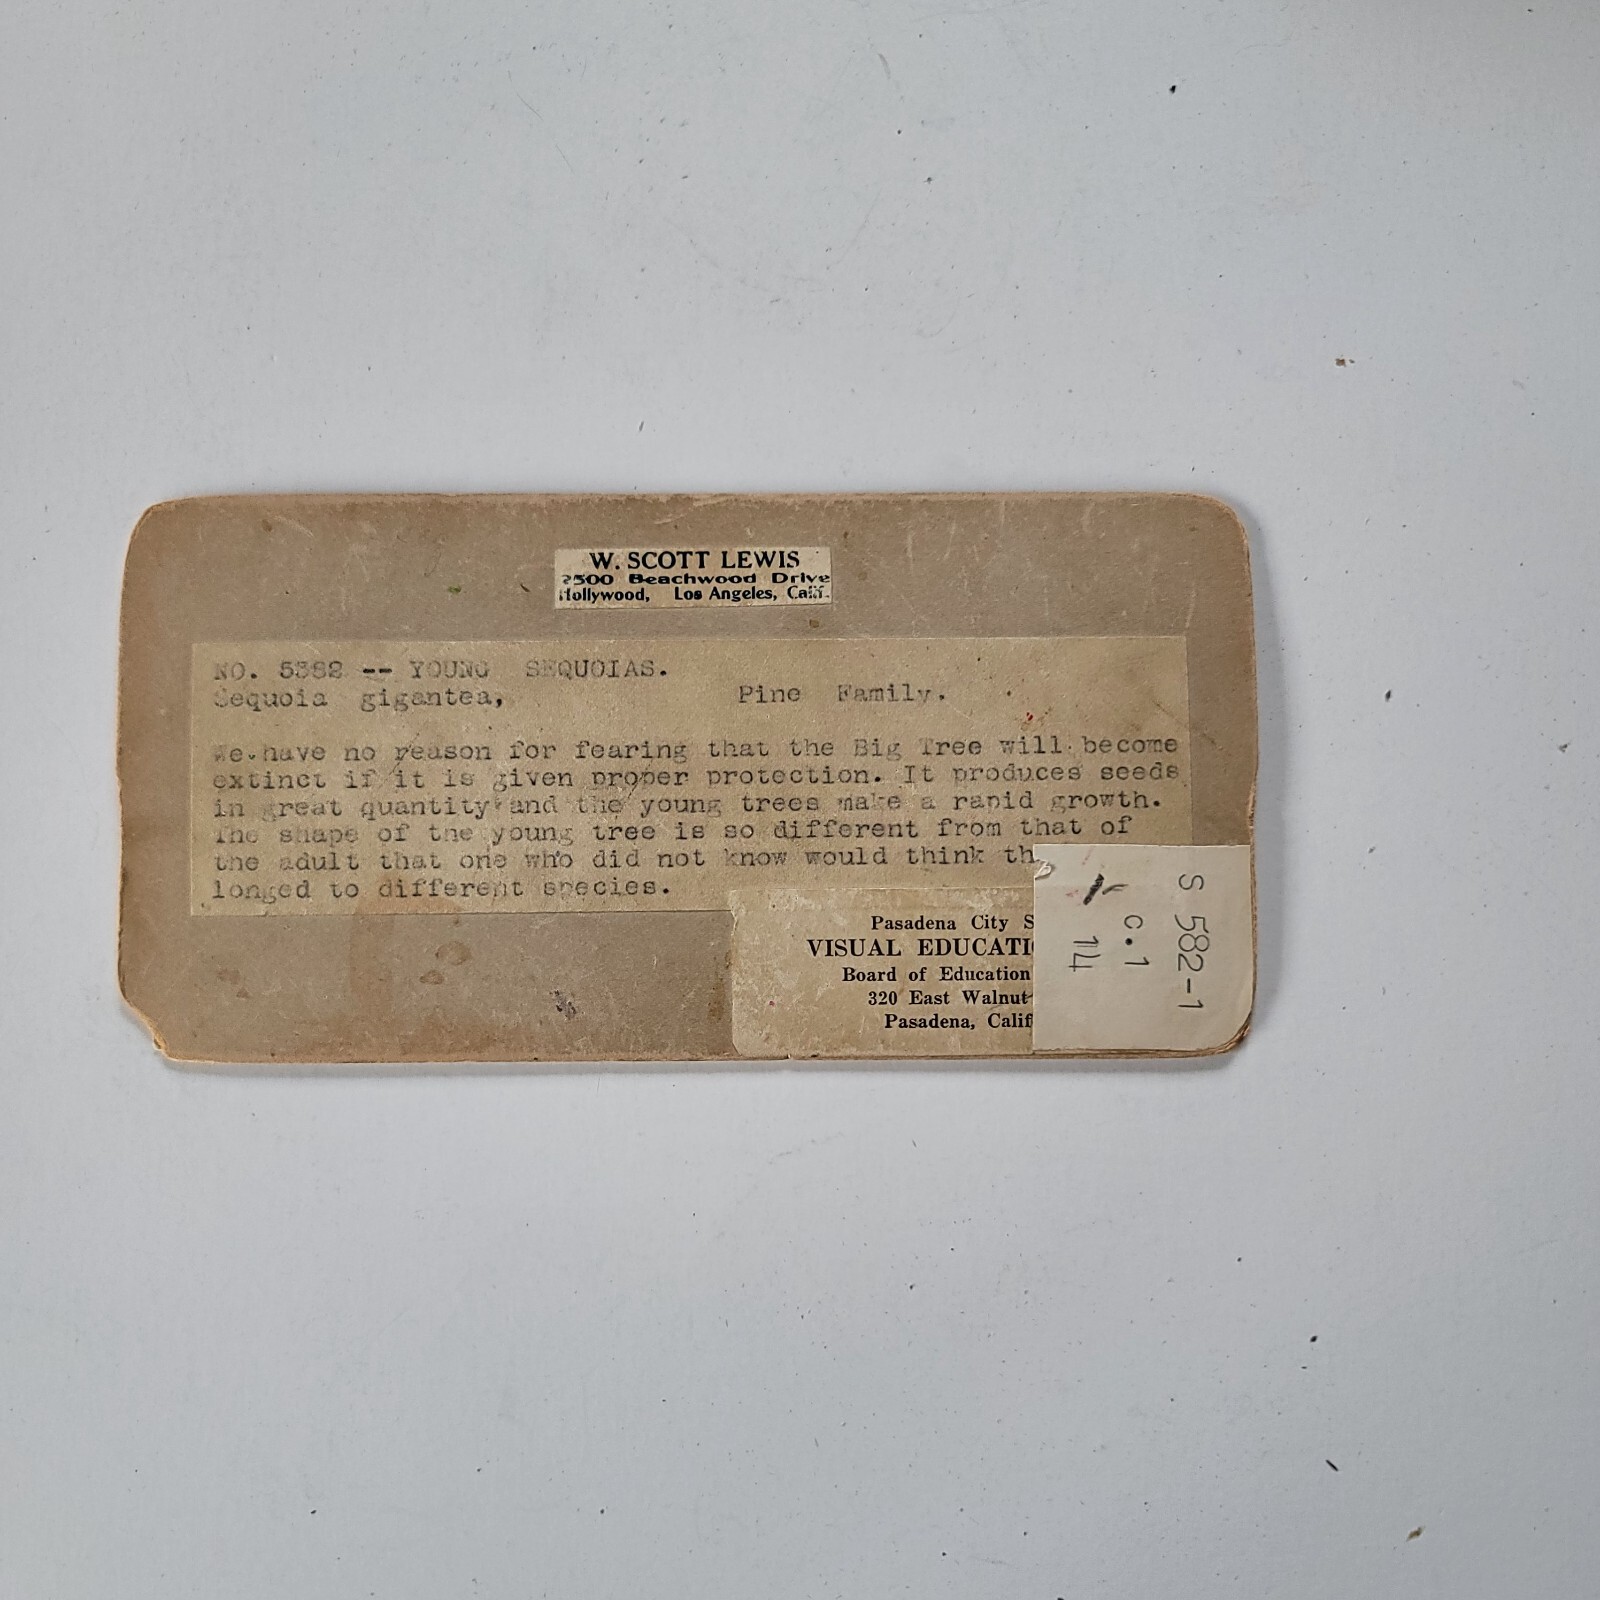 W. SCOTT LEWIS
2500 Beachwood Drive
Hollywood, Los Angeles, Calif.
NO. 5382 -- YOUNG SEQUOIAS.
Sequoia gigantea, Pine Family.
We have no reason for fearing that the Big Tree will become
extinct if it is given proper protection. It produces seeds
in great quantity and the young trees make a rapid growth.
The shape of the young tree is so different from that of
the adult that one who did not know would think th
longed to different species.
Pasadena City S
VISUAL EDUCATIO
Board of Education
320 East Walnut
Pasadena, Calif
S 582-1
c.1
14